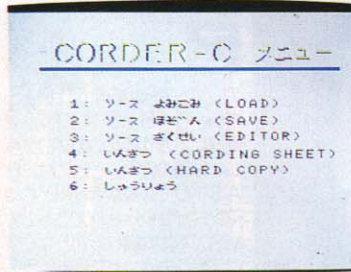 CORDER-C メニュー
1: ソース よみこみ (LOAD)
2: ソース ほぞ゛ん (SAVE)
3: ソース さくせい (EDITOR)
4: いんさつ (CORDING SHEET)
5: いんさつ (HARD COPY)
6: しゅうりょう